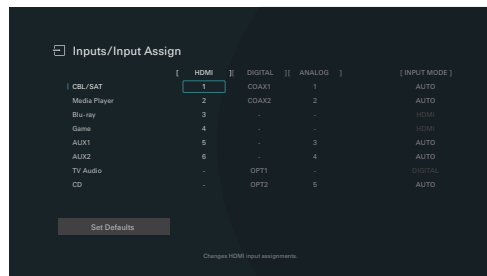 Inputs/Input Assign
[ HDMI ][ DIGITAL ][ ANALOG ] [ INPUT MODE ]
CBL/SAT 1 COAX1 1 AUTO
Media Player 2 COAX2 2 AUTO
Blu-ray 3 - - HDMI
Game 4 - - HDMI
AUX1 5 - 3 AUTO
AUX2 6 - 4 AUTO
TV Audio - OPT1 - DIGITAL
CD - OPT2 5 AUTO
Set Defaults
Changes HDMI input assignments.